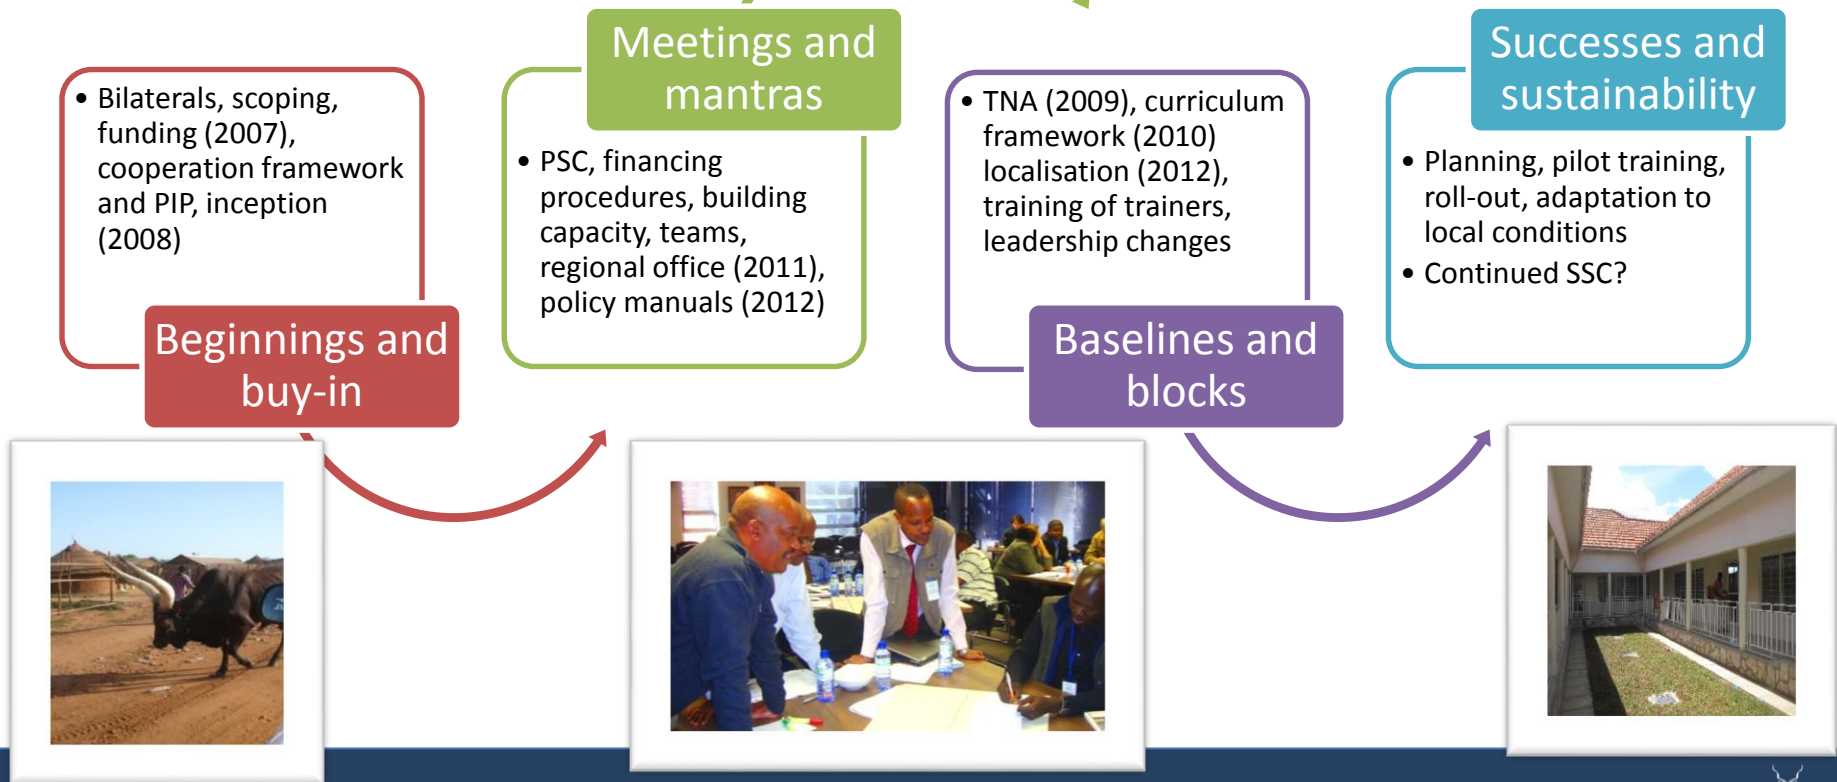 • Bilaterals, scoping,
funding (2007),
cooperation framework
and PIP, inception
(2008)
Beginnings and
buy-in
Meetings and
mantras
• PSC, financing
procedures, building
capacity, teams,
regional office (2011),
policy manuals (2012)
• TNA (2009), curriculum
framework (2010)
localisation (2012),
training of trainers,
leadership changes
Baselines and
blocks
Successes and
sustainability
• Planning, pilot training,
roll-out, adaptation to
local conditions
• Continued SSC?